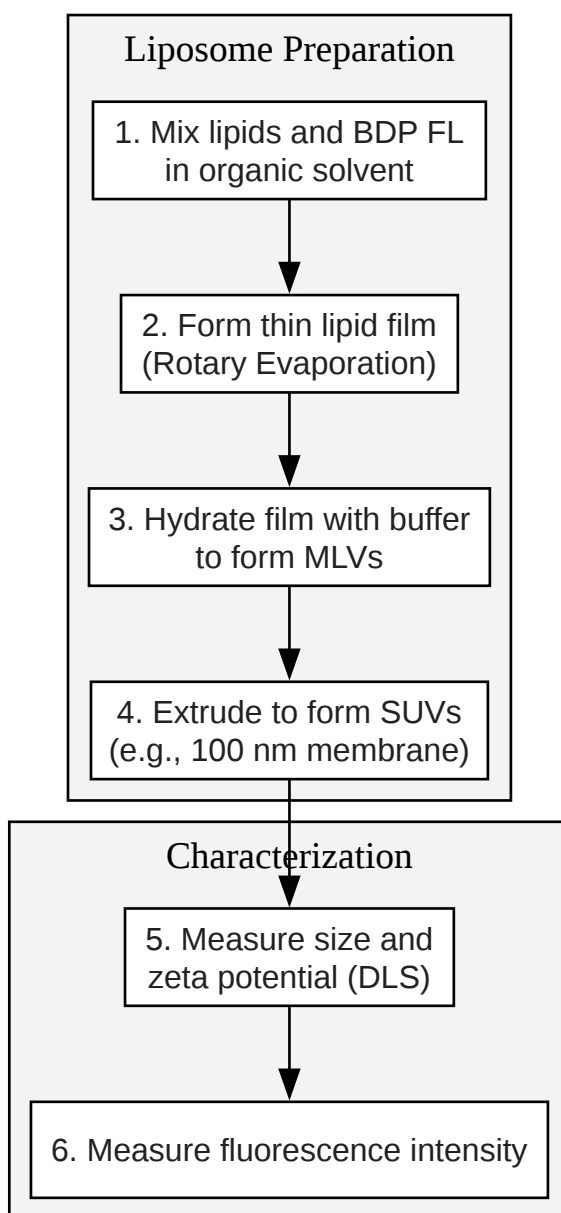 Liposome Preparation
1. Mix lipids and BDP FL
in organic solvent
2. Form thin lipid film
(Rotary Evaporation)
3. Hydrate film with buffer
to form MLVs
4. Extrude to form SUVs
(e.g., 100 nm membrane)
Characterization
5. Measure size and
zeta potential (DLS)
6. Measure fluorescence intensity